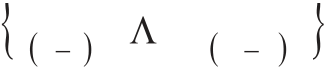 { ( – ) Λ ( – ) }